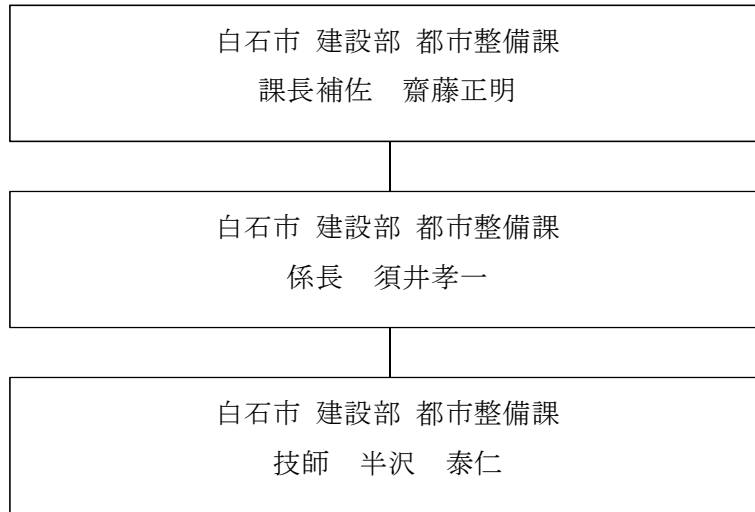 白石市 建設部 都市整備課
課長補佐　齋藤正明
白石市 建設部 都市整備課
係長　須井孝一
白石市 建設部 都市整備課
技師　半沢　泰仁